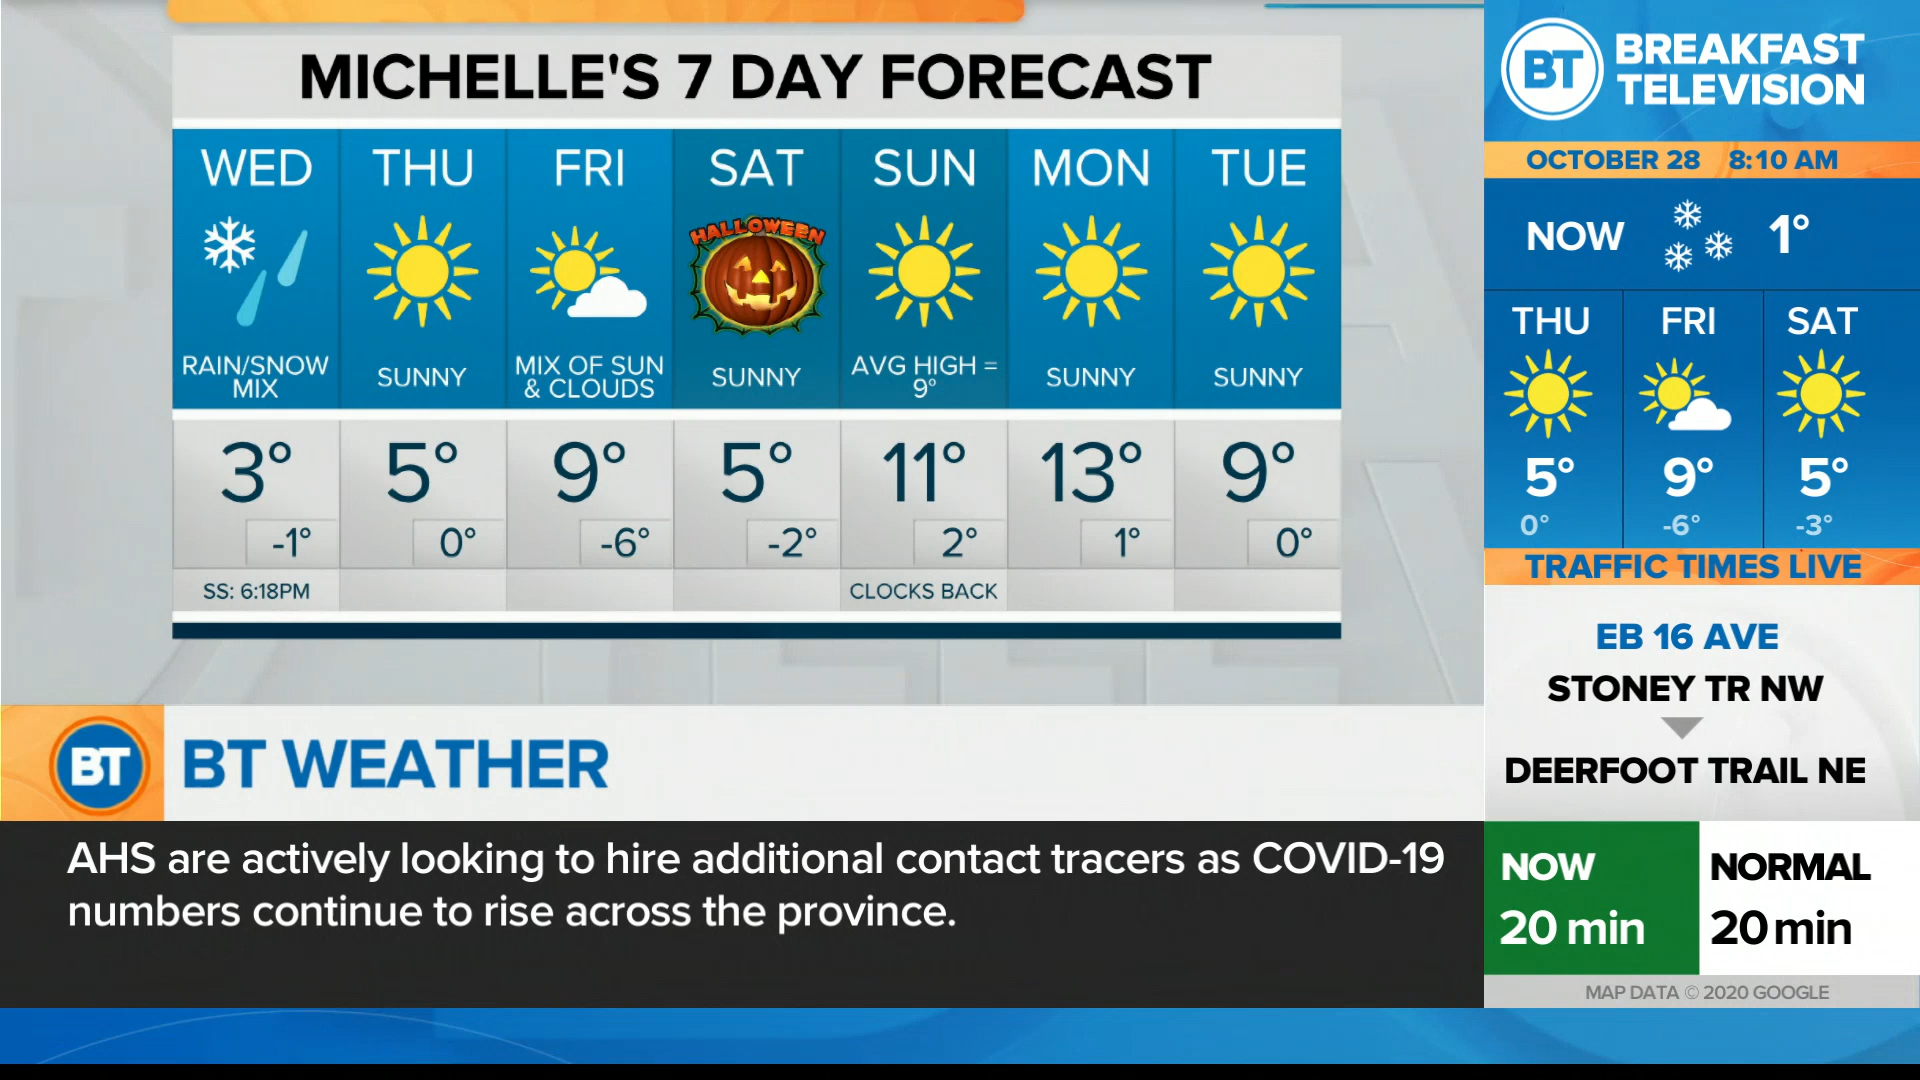 MICHELLE'S 7 DAY FORECAST
WED THU FRI SAT SUN MON TUE
HALLOWEEN
RAIN/SNOW MIX SUNNY MIX OF SUN & CLOUDS SUNNY AVG HIGH = 9° SUNNY SUNNY
3° 5° 9° 5° 11° 13° 9°
-1° 0° -6° -2° 2° 1° 0°
SS: 6:18PM CLOCKS BACK
BT BT WEATHER
AHS are actively looking to hire additional contact tracers as COVID-19
numbers continue to rise across the province.
BT BREAKFAST
TELEVISION
OCTOBER 28 8:10 AM
NOW 1°
THU FRI SAT
5° 9° 5°
0° -6° -3°
TRAFFIC TIMES LIVE
EB 16 AVE
STONEY TR NW
DEERFOOT TRAIL NE
NOW NORMAL
20 min 20 min
MAP DATA © 2020 GOOGLE